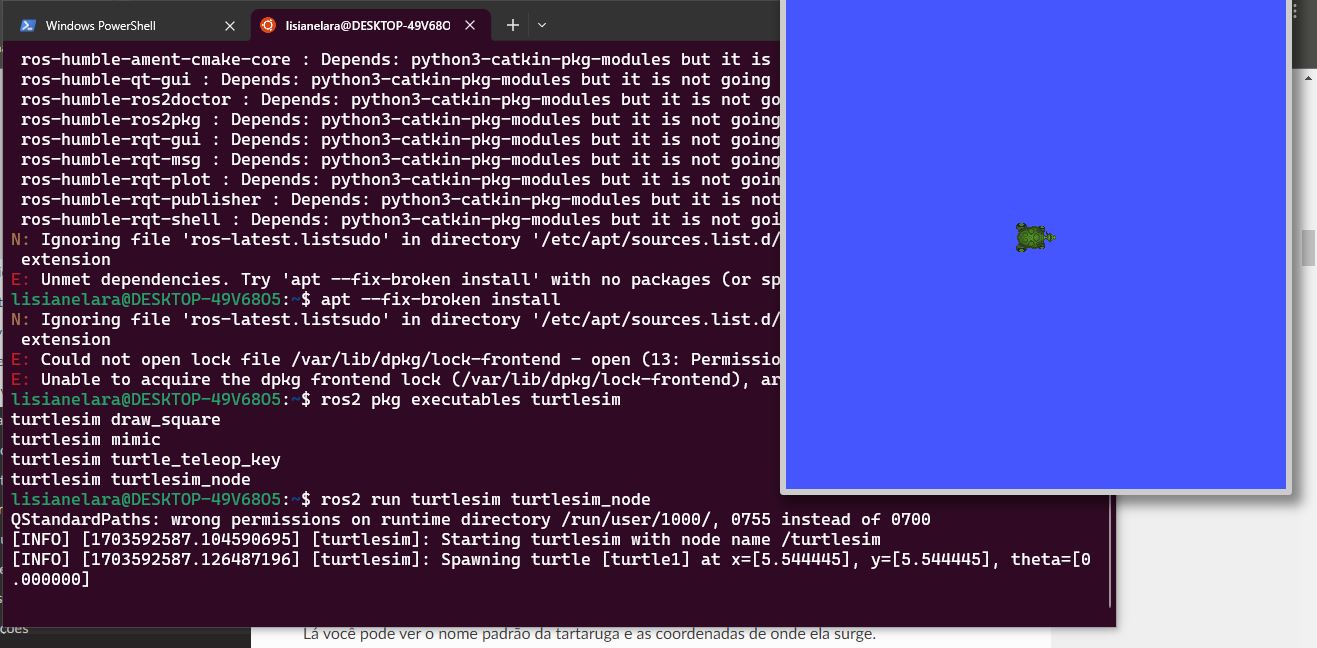 Windows PowerShell
lisianelara@DESKTOP-49V68O
ros-humble-ament-cmake-core : Depends: python3-catkin-pkg-modules but it is
ros-humble-qt-gui : Depends: python3-catkin-pkg-modules but it is not going
ros-humble-ros2doctor : Depends: python3-catkin-pkg-modules but it is not go
ros-humble-ros2pkg : Depends: python3-catkin-pkg-modules but it is not going
ros-humble-rqt-gui : Depends: python3-catkin-pkg-modules but it is not going
ros-humble-rqt-msg : Depends: python3-catkin-pkg-modules but it is not going
ros-humble-rqt-plot : Depends: python3-catkin-pkg-modules but it is not goin
ros-humble-rqt-publisher : Depends: python3-catkin-pkg-modules but it is not
ros-humble-rqt-shell : Depends: python3-catkin-pkg-modules but it is not goi
N: Ignoring file 'ros-latest.listsudo' in directory '/etc/apt/sources.list.d/
extension
E: Unmet dependencies. Try 'apt --fix-broken install' with no packages (or sp
lisianelara@DESKTOP-49V68O5:~$ apt --fix-broken install
N: Ignoring file 'ros-latest.listsudo' in directory '/etc/apt/sources.list.d/
extension
E: Could not open lock file /var/lib/dpkg/lock-frontend - open (13: Permissio
E: Unable to acquire the dpkg frontend lock (/var/lib/dpkg/lock-frontend), ar
lisianelara@DESKTOP-49V68O5:~$ ros2 pkg executables turtlesim
turtlesim draw_square
turtlesim mimic
turtlesim turtle_teleop_key
turtlesim turtlesim_node
lisianelara@DESKTOP-49V68O5:~$ ros2 run turtlesim turtlesim_node
QStandardPaths: wrong permissions on runtime directory /run/user/1000/, 0755 instead of 0700
[INFO] [1703592587.104590695] [turtlesim]: Starting turtlesim with node name /turtlesim
[INFO] [1703592587.126487196] [turtlesim]: Spawning turtle [turtle1] at x=[5.544445], y=[5.544445], theta=[0
.000000]
ções
Lá você pode ver o nome padrão da tartaruga e as coordenadas de onde ela surge.